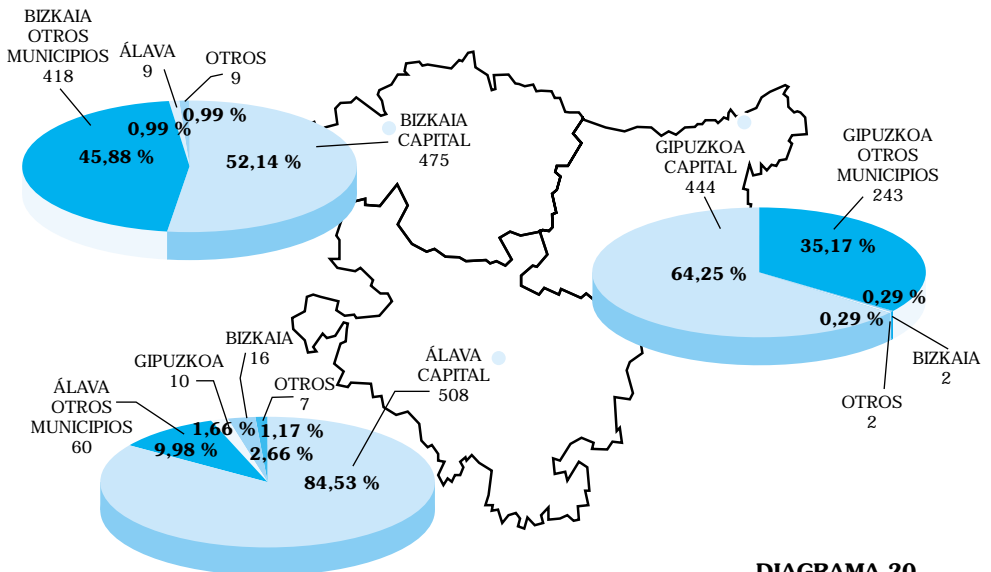 BIZKAIA
OTROS
MUNICIPIOS
418
ÁLAVA
9
OTROS
9
0,99 %
0,99 %
45,88 %
52,14 %
BIZKAIA
CAPITAL
475
GIPUZKOA
CAPITAL
444
GIPUZKOA
OTROS
MUNICIPIOS
243
35,17 %
64,25 %
0,29 %
0,29 %
BIZKAIA
2
OTROS
2
ÁLAVA
OTROS
MUNICIPIOS
60
GIPUZKOA
10
BIZKAIA
16
OTROS
7
ÁLAVA
CAPITAL
508
1,66 %
1,17 %
9,98 %
2,66 %
84,53 %
DIAGRAMA 20